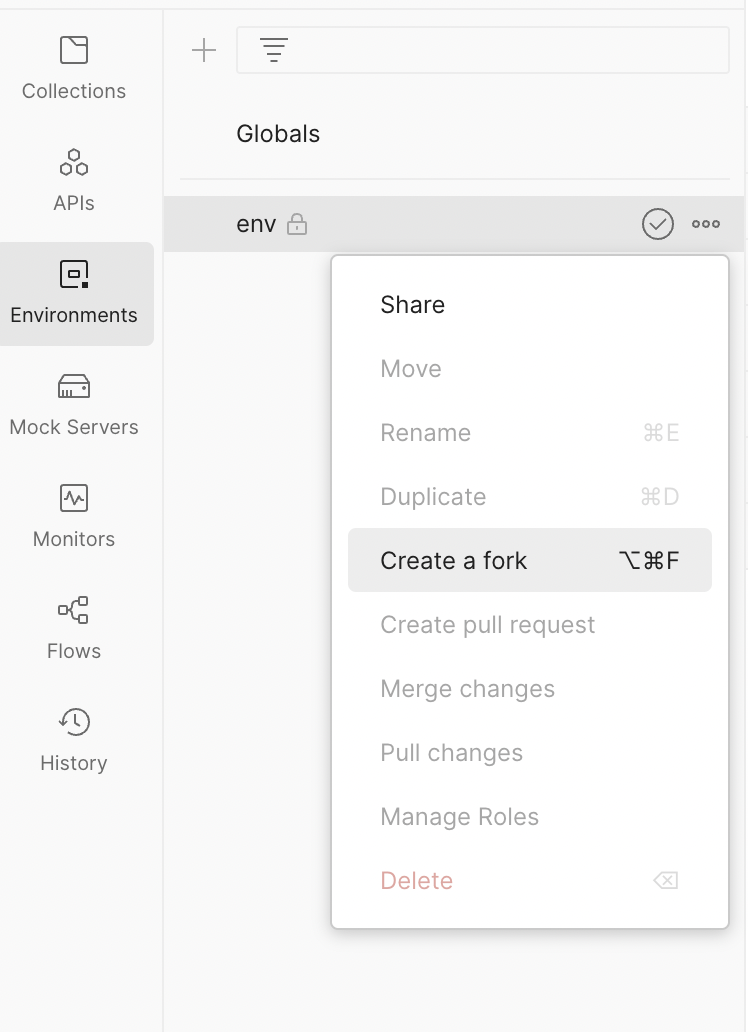 Collections
APIs
Environments
Mock Servers
Monitors
Flows
History
Globals
env
Share
Move
Rename ⌘E
Duplicate ⌘D
Create a fork ⌥⌘F
Create pull request
Merge changes
Pull changes
Manage Roles
Delete ⌫